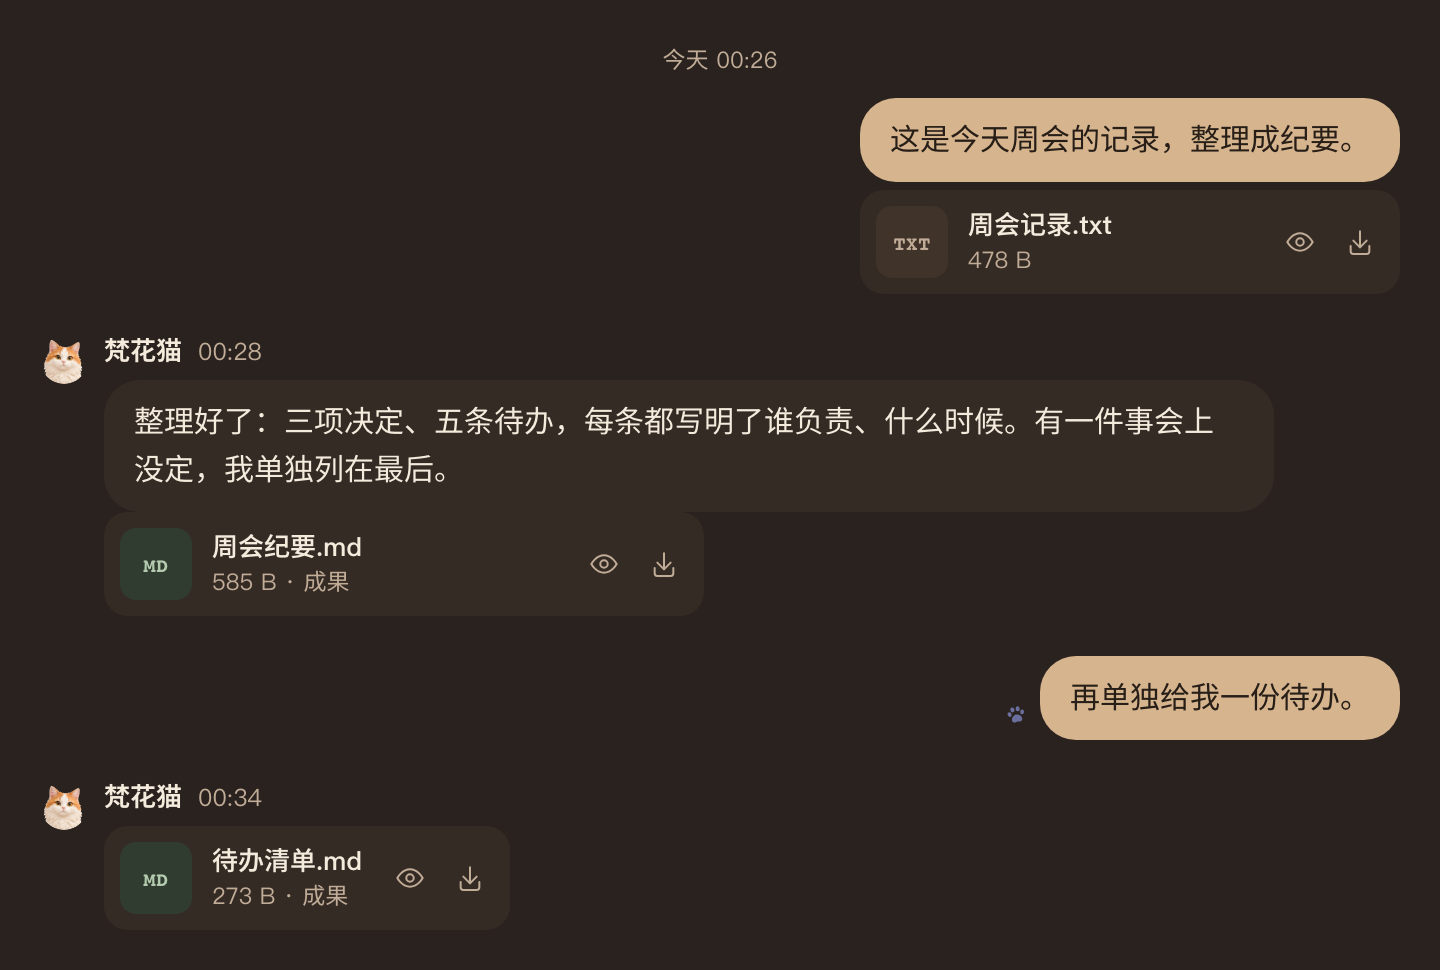 今天 00:26
这是今天周会的记录，整理成纪要。
TXT
周会记录.txt
478 B
梵花猫 00:28
整理好了：三项决定、五条待办，每条都写明了谁负责、什么时候。有一件事会上
没定，我单独列在最后。
MD
周会纪要.md
585 B · 成果
再单独给我一份待办。
梵花猫 00:34
MD
待办清单.md
273 B · 成果